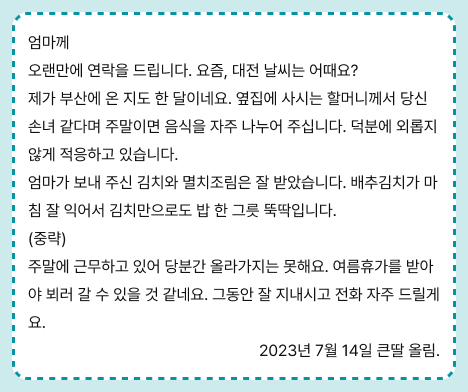 엄마께
오랜만에 연락을 드립니다. 요즘, 대전 날씨는 어때요?
제가 부산에 온 지도 한 달이네요. 옆집에 사시는 할머니께서 당신
손녀 같다며 주말이면 음식을 자주 나누어 주십니다. 덕분에 외롭지
않게 적응하고 있습니다.
엄마가 보내 주신 김치와 멸치조림은 잘 받았습니다. 배추김치가 마
침 잘 익어서 김치만으로도 밥 한 그릇 뚝딱입니다.
(중략)
주말에 근무하고 있어 당분간 올라가지는 못해요. 여름휴가를 받아
야 뵈러 갈 수 있을 것 같네요. 그동안 잘 지내시고 전화 자주 드릴게
요.
2023년 7월 14일 큰딸 올림.